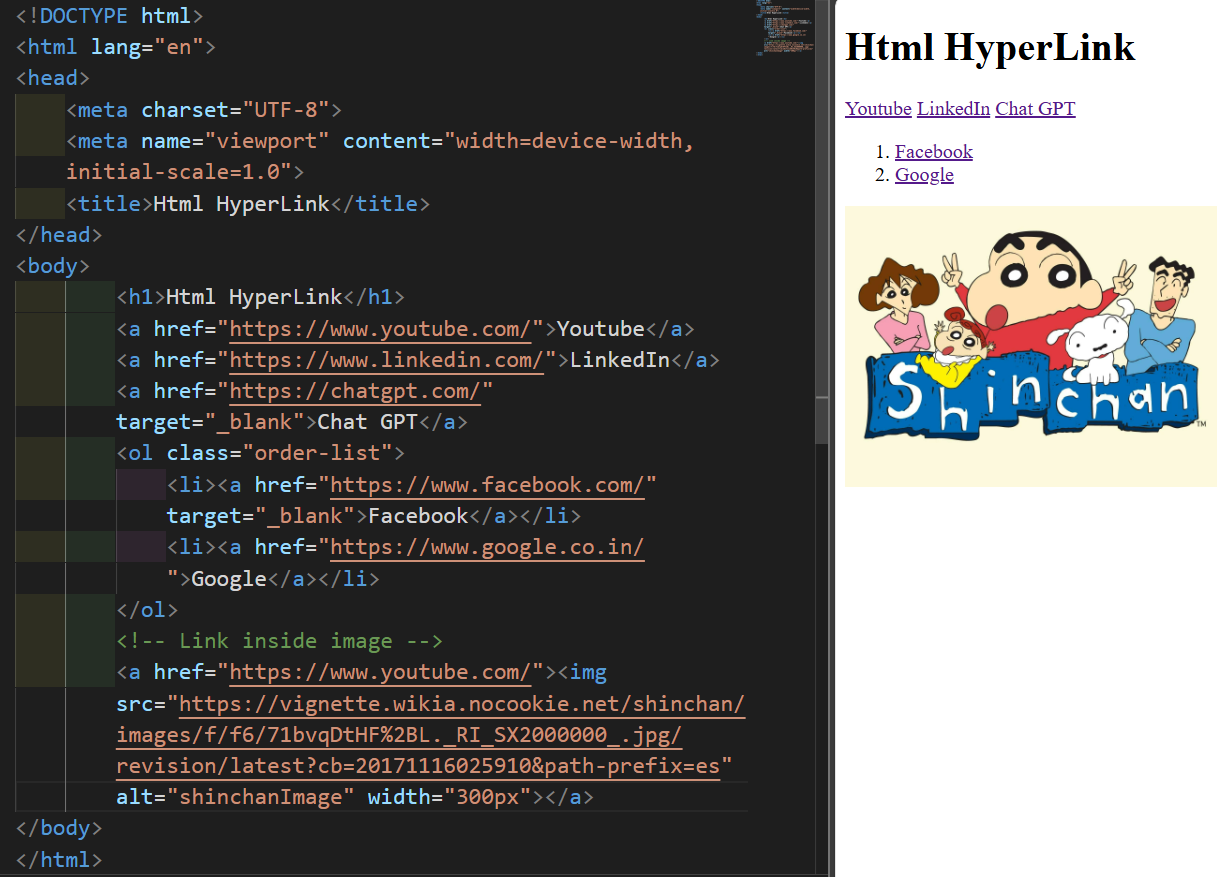 <!DOCTYPE html>
<html lang="en">
<head>
<meta charset="UTF-8">
<meta name="viewport" content="width=device-width,
initial-scale=1.0">
<title>Html HyperLink</title>
</head>
<body>
<h1>Html HyperLink</h1>
<a href="https://www.youtube.com/">Youtube</a>
<a href="https://www.linkedin.com/">LinkedIn</a>
<a href="https://chatgpt.com/"
target="_blank">Chat GPT</a>
<ol class="order-list">
<li><a href="https://www.facebook.com/"
target="_blank">Facebook</a></li>
<li><a href="https://www.google.co.in/
">Google</a></li>
</ol>
<!-- Link inside image -->
<a href="https://www.youtube.com/"><img
src="https://vignette.wikia.nocookie.net/shinchan/
images/f/f6/71bvqDtHF%2BL._RI_SX2000000_.jpg/
revision/latest?cb=20171116025910&path-prefix=es"
alt="shinchanImage" width="300px"></a>
</body>
</html>
Html HyperLink
Youtube LinkedIn Chat GPT
1. Facebook
2. Google
Shin chan TM